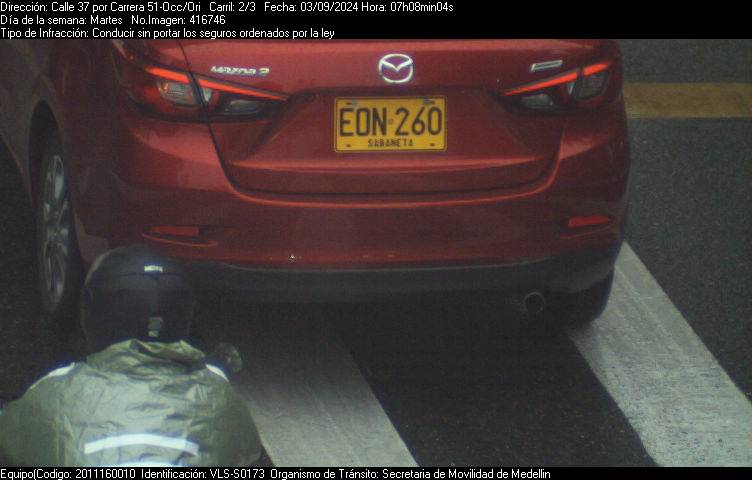 Dirección: Calle 37 por Carrera 51-Occ/Ori Carril: 2/3 Fecha: 03/09/2024 Hora: 07h08min04s
Día de la semana: Martes No.Imagen: 416746
Tipo de Infracción: Conducir sin portar los seguros ordenados por la ley
mazda 2
EON·260
SABANETA
Equipo(Codigo: 2011160010 Identificación: VLS-S0173 Organismo de Tránsito: Secretaria de Movilidad de Medellin